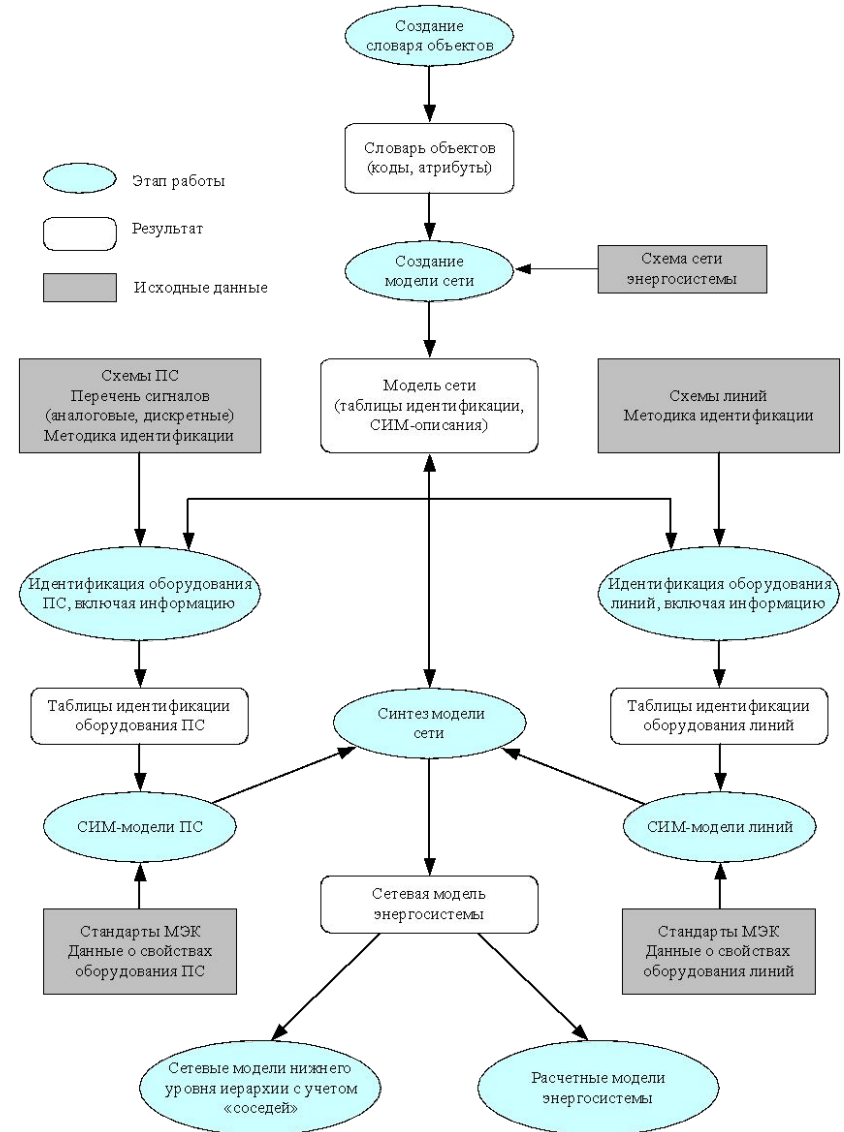 Создание
словаря объектов
Словарь объектов
(коды, атрибуты)
Этап работы
Результат
Исходные данные
Создание
модели сети
Схема сети
энергосистемы
Схемы ПС
Перечень сигналов
(аналоговые, дискретные)
Методика идентификации
Модель сети
(таблицы идентификации,
СИМ-описания)
Схемы линий
Методика идентификации
Идентификация оборудования
ПС, включая информацию
Идентификация оборудования
линий, включая информацию
Таблицы идентификации
оборудования ПС
Синтез модели
сети
Таблицы идентификации
оборудования линий
СИМ-модели ПС
СИМ-модели линий
Сетевая модель
энергосистемы
Стандарты МЭК
Данные о свойствах
оборудования ПС
Стандарты МЭК
Данные о свойствах
оборудования линий
Сетевые модели нижнего
уровня иерархии с учетом
«соседей»
Расчетные модели
энергосистемы